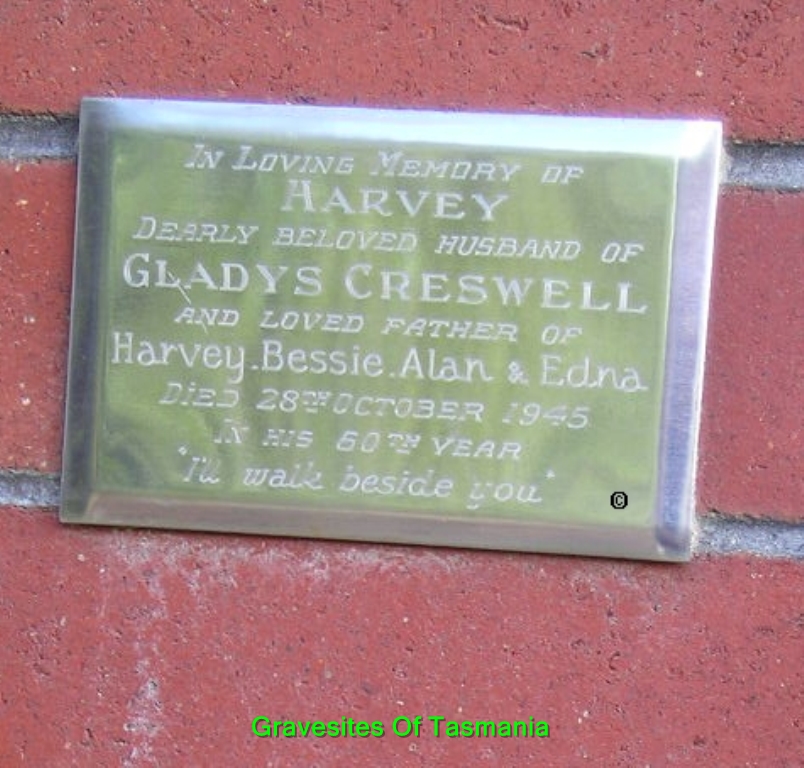 IN LOVING MEMORY OF
HARVEY
DEARLY BELOVED HUSBAND OF
GLADYS CRESWELL
AND LOVED FATHER OF
Harvey.Bessie.Alan & Edna
DIED 28TH OCTOBER 1945
IN HIS 60TH YEAR
"I'll walk beside you"
©
Gravesites Of Tasmania